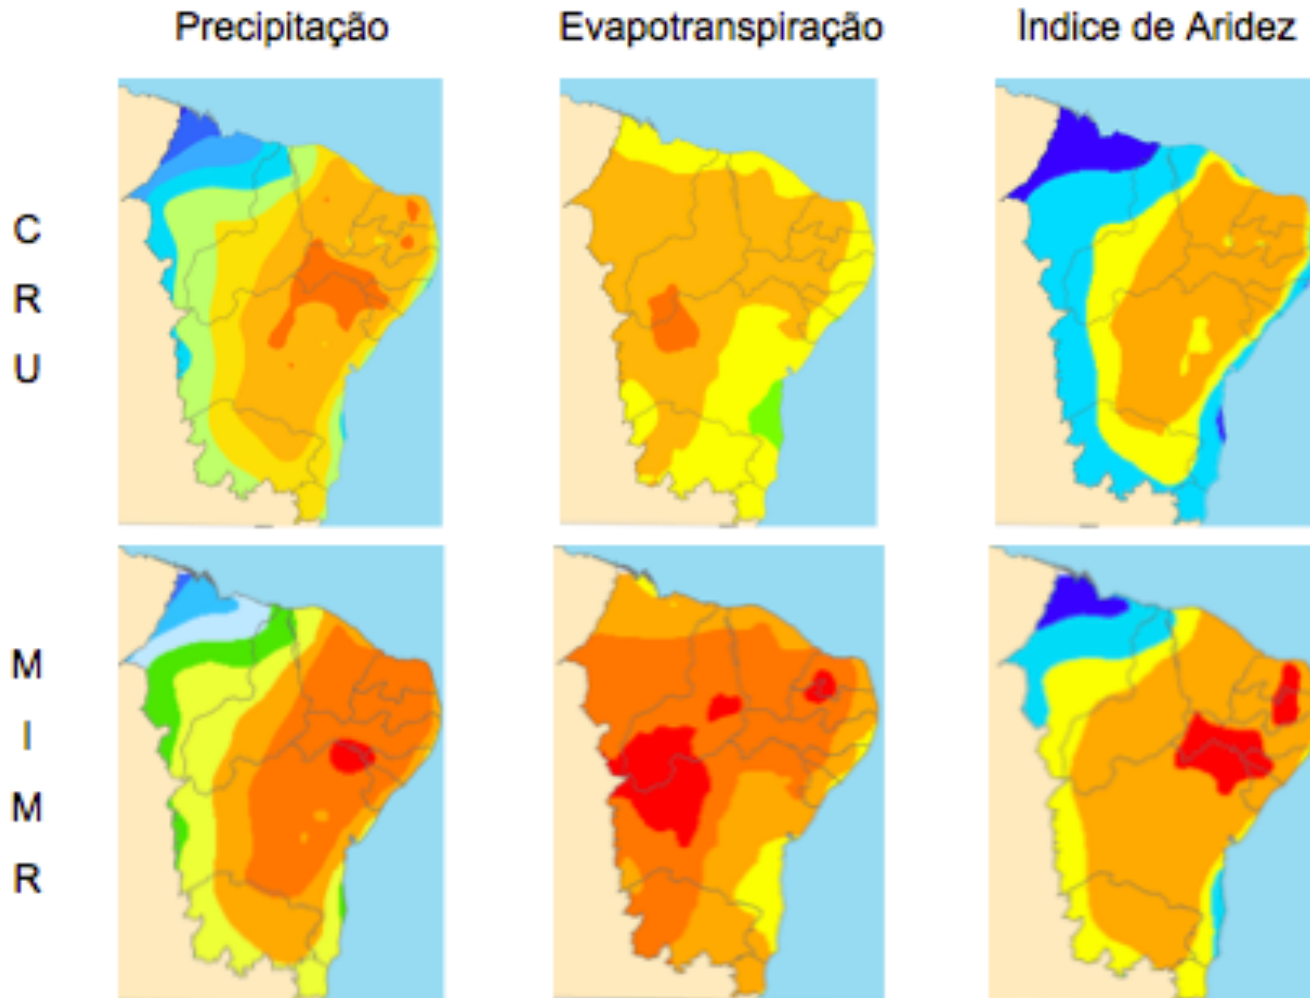 Precipitação
Evapotranspiração
Índice de Aridez
C
R
U
M
I
M
R